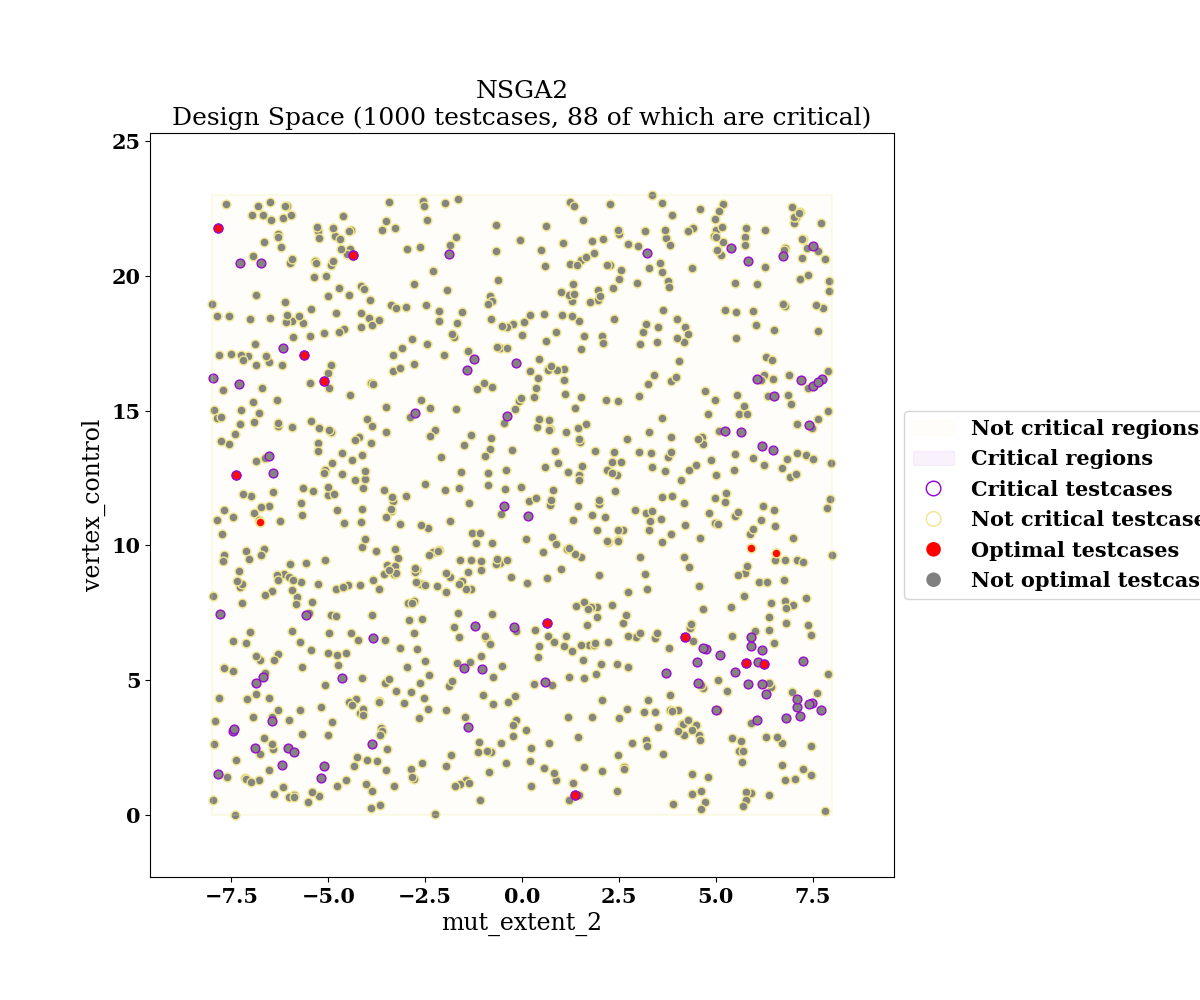 NSGA2
Design Space (1000 testcases, 88 of which are critical)
25
20
15
10
5
0
vertex_control
−7.5
−5.0
−2.5
0.0
2.5
5.0
7.5
mut_extent_2
Not critical regions
Critical regions
Critical testcases
Not critical testcase
Optimal testcases
Not optimal testcas